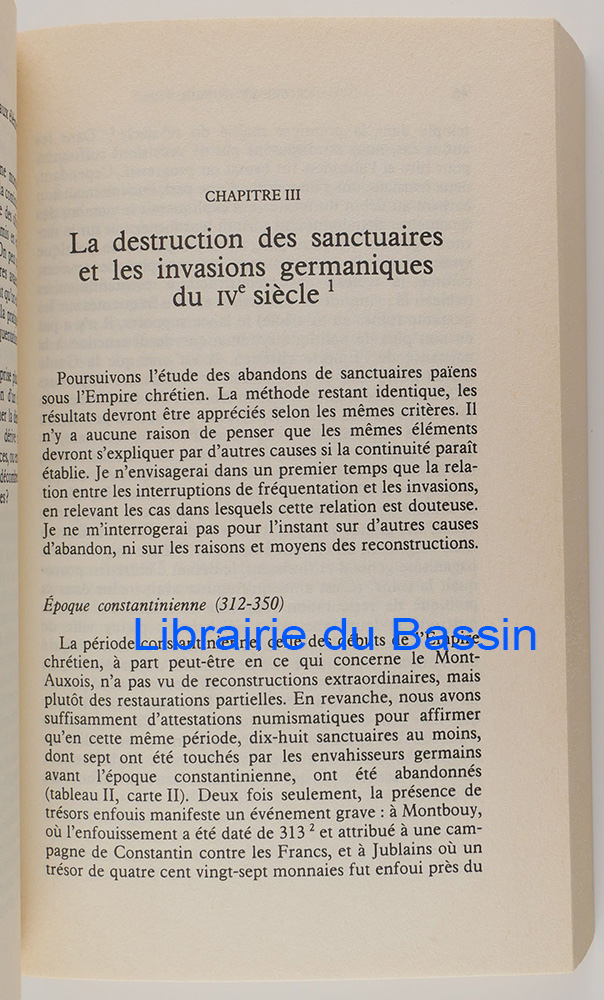 CHAPITRE III
La destruction des sanctuaires
et les invasions germaniques
du IVe siècle 1
Poursuivons l'étude des abandons de sanctuaires païens
sous l'Empire chrétien. La méthode restant identique, les
résultats devront être appréciés selon les mêmes critères. Il
n'y a aucune raison de penser que les mêmes éléments
devront s'expliquer par d'autres causes si la continuité paraît
établie. Je n'envisagerai dans un premier temps que la rela-
tion entre les interruptions de fréquentation et les invasions,
en relevant les cas dans lesquels cette relation est douteuse.
Je ne m'interrogerai pas pour l'instant sur d'autres causes
d'abandon, ni sur les raisons et moyens des reconstructions.
Époque constantinienne (312-350)
La période constantinienne, celle des débuts de l'Empire
Librairie du Bassin
chrétien, à part peut-être en ce qui concerne le Mont-
Auxois, n'a pas vu de reconstructions extraordinaires, mais
plutôt des restaurations partielles. En revanche, nous avons
suffisamment d'attestations numismatiques pour affirmer
qu'en cette même période, dix-huit sanctuaires au moins,
dont sept ont été touchés par les envahisseurs germains
avant l'époque constantinienne, ont été abandonnés
(tableau II, carte II). Deux fois seulement, la présence de
trésors enfouis manifeste un événement grave : à Montbouy,
où l'enfouissement a été daté de 313 2 et attribué à une cam-
pagne de Constantin contre les Francs, et à Jublains où un
trésor de quatre cent vingt-sept monnaies fut enfoui près du